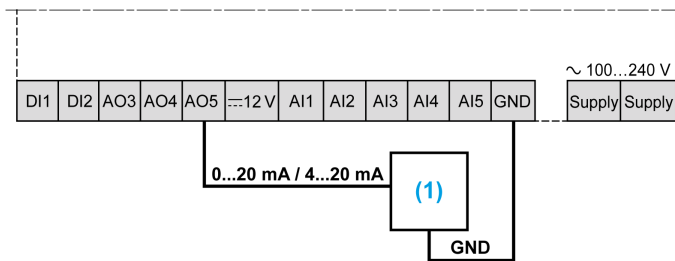 ∼ 100...240 V
DI1 DI2 AO3 AO4 AO5 ⎓12 V AI1 AI2 AI3 AI4 AI5 GND Supply Supply
0...20 mA / 4...20 mA
(1)
GND